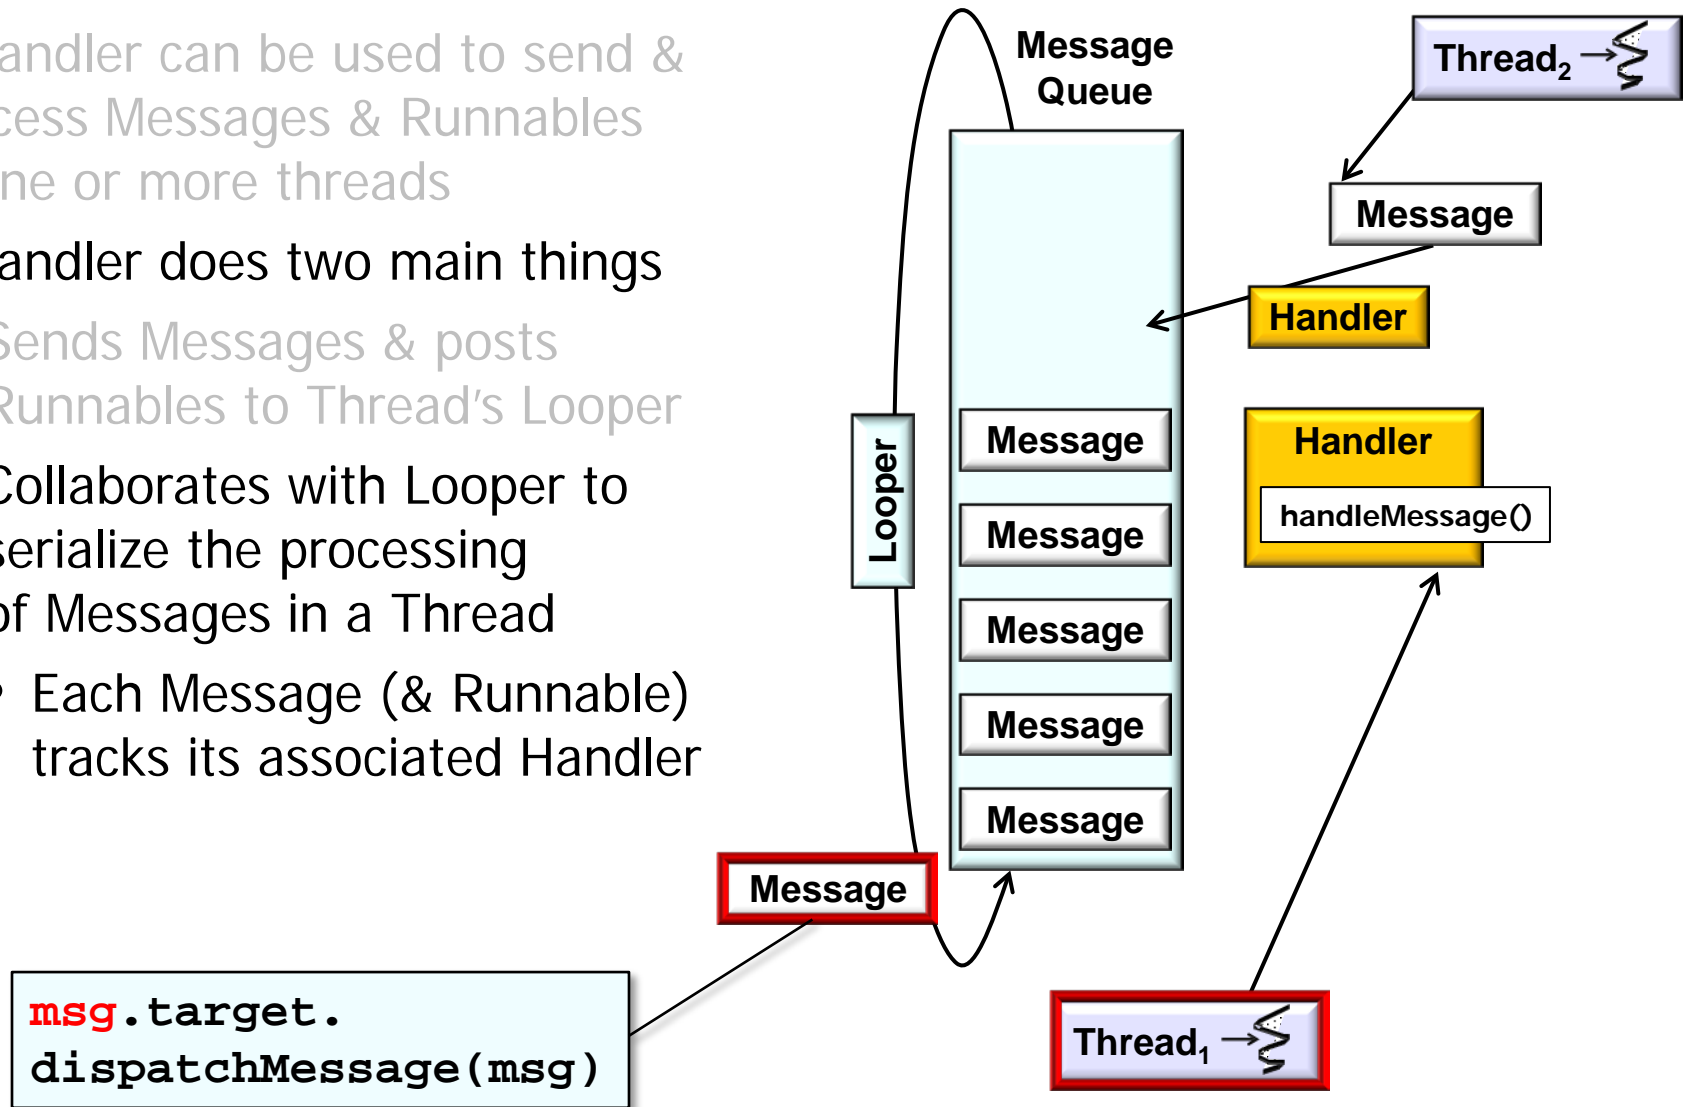 andler can be used to send &
cess Messages & Runnables
ne or more threads
andler does two main things
Sends Messages & posts
Runnables to Thread's Looper
Collaborates with Looper to
serialize the processing
of Messages in a Thread
• Each Message (& Runnable)
tracks its associated Handler
msg.target.
dispatchMessage(msg)
Message
Queue
Looper
Message
Message
Message
Message
Message
Message
Thread2
Message
Handler
Handler
handleMessage()
Thread1